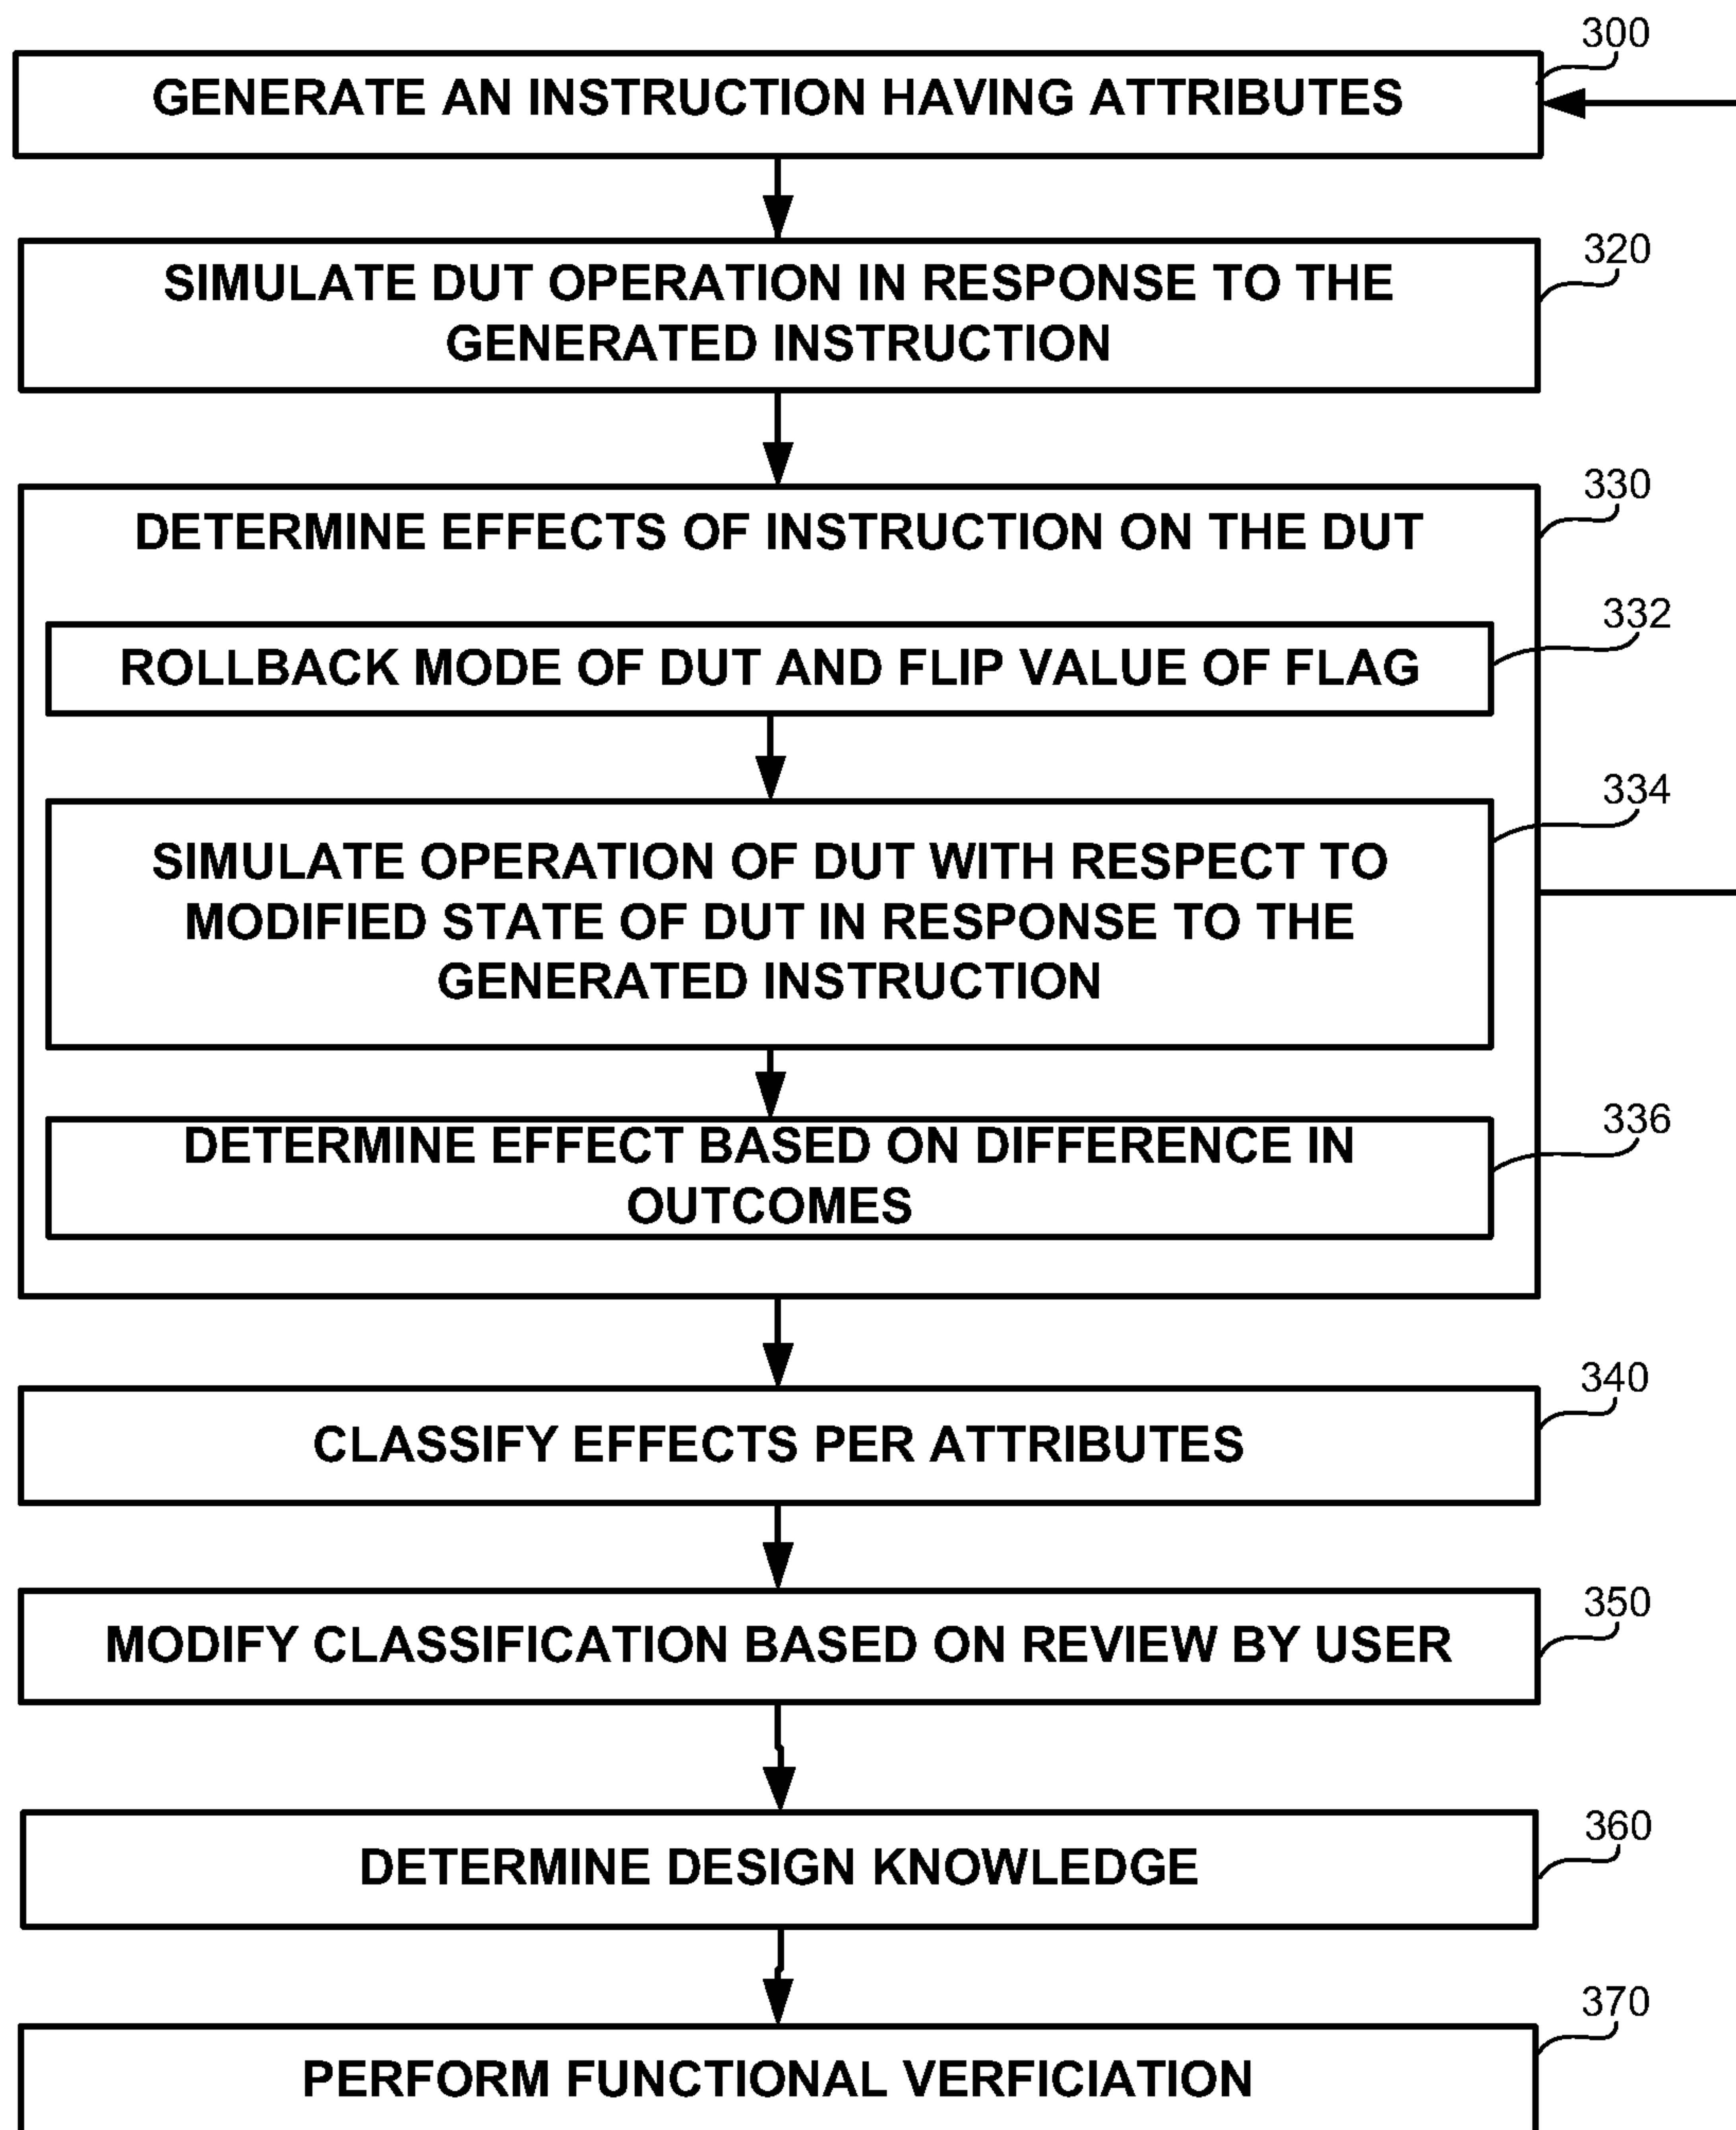 300
GENERATE AN INSTRUCTION HAVING ATTRIBUTES
320
SIMULATE DUT OPERATION IN RESPONSE TO THE
GENERATED INSTRUCTION
330
DETERMINE EFFECTS OF INSTRUCTION ON THE DUT
332
ROLLBACK MODE OF DUT AND FLIP VALUE OF FLAG
334
SIMULATE OPERATION OF DUT WITH RESPECT TO
MODIFIED STATE OF DUT IN RESPONSE TO THE
GENERATED INSTRUCTION
336
DETERMINE EFFECT BASED ON DIFFERENCE IN
OUTCOMES
340
CLASSIFY EFFECTS PER ATTRIBUTES
350
MODIFY CLASSIFICATION BASED ON REVIEW BY USER
360
DETERMINE DESIGN KNOWLEDGE
370
PERFORM FUNCTIONAL VERFICIATION